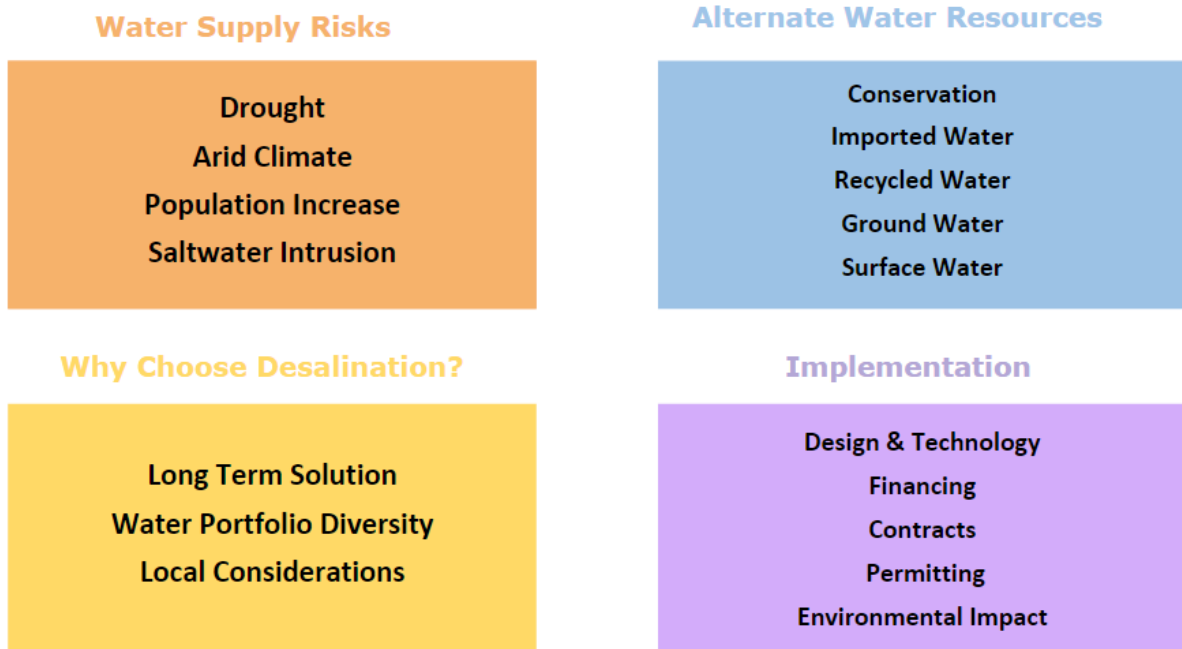 Water Supply Risks
Drought
Arid Climate
Population Increase
Saltwater Intrusion
Alternate Water Resources
Conservation
Imported Water
Recycled Water
Ground Water
Surface Water
Why Choose Desalination?
Long Term Solution
Water Portfolio Diversity
Local Considerations
Implementation
Design & Technology
Financing
Contracts
Permitting
Environmental Impact